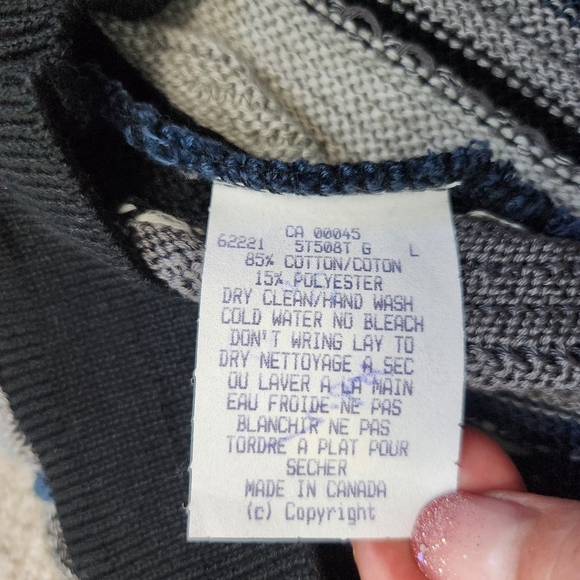 CA 00045
62221 5T508T G L
85% COTTON/COTON
15% POLYESTER
DRY CLEAN/HAND WASH
COLD WATER NO BLEACH
DON'T WRING LAY TO
DRY NETTOYAGE A SEC
OU LAVER A LA MAIN
EAU FROIDE NE PAS
BLANCHIR NE PAS
TORDRE A PLAT POUR
SECHER
MADE IN CANADA
(c) Copyright